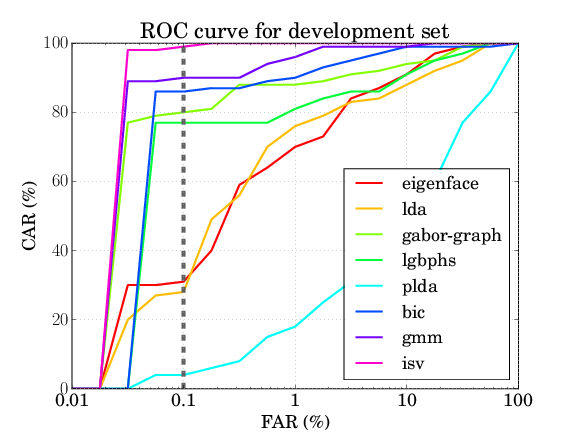 ROC curve for development set
CAR (%)
100
80
60
40
20
0
eigenface
lda
gabor-graph
lgbphs
plda
bic
gmm
isv
0.01 0.1 1 10 100
FAR (%)